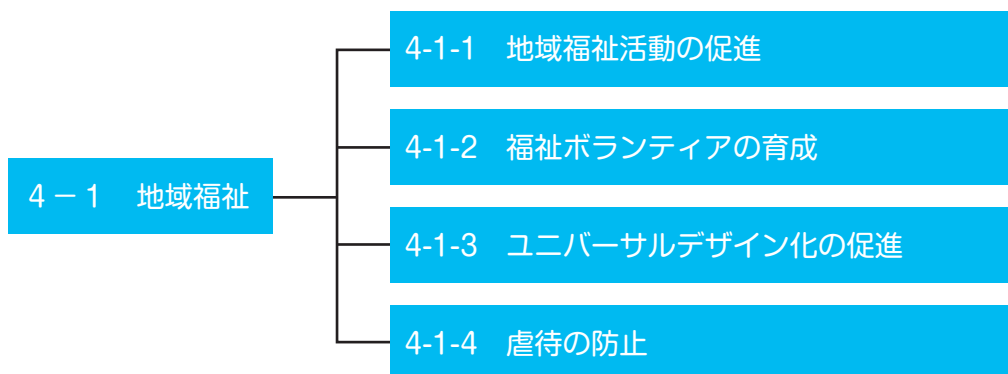 4－1　地域福祉
4-1-1　地域福祉活動の促進
4-1-2　福祉ボランティアの育成
4-1-3　ユニバーサルデザイン化の促進
4-1-4　虐待の防止